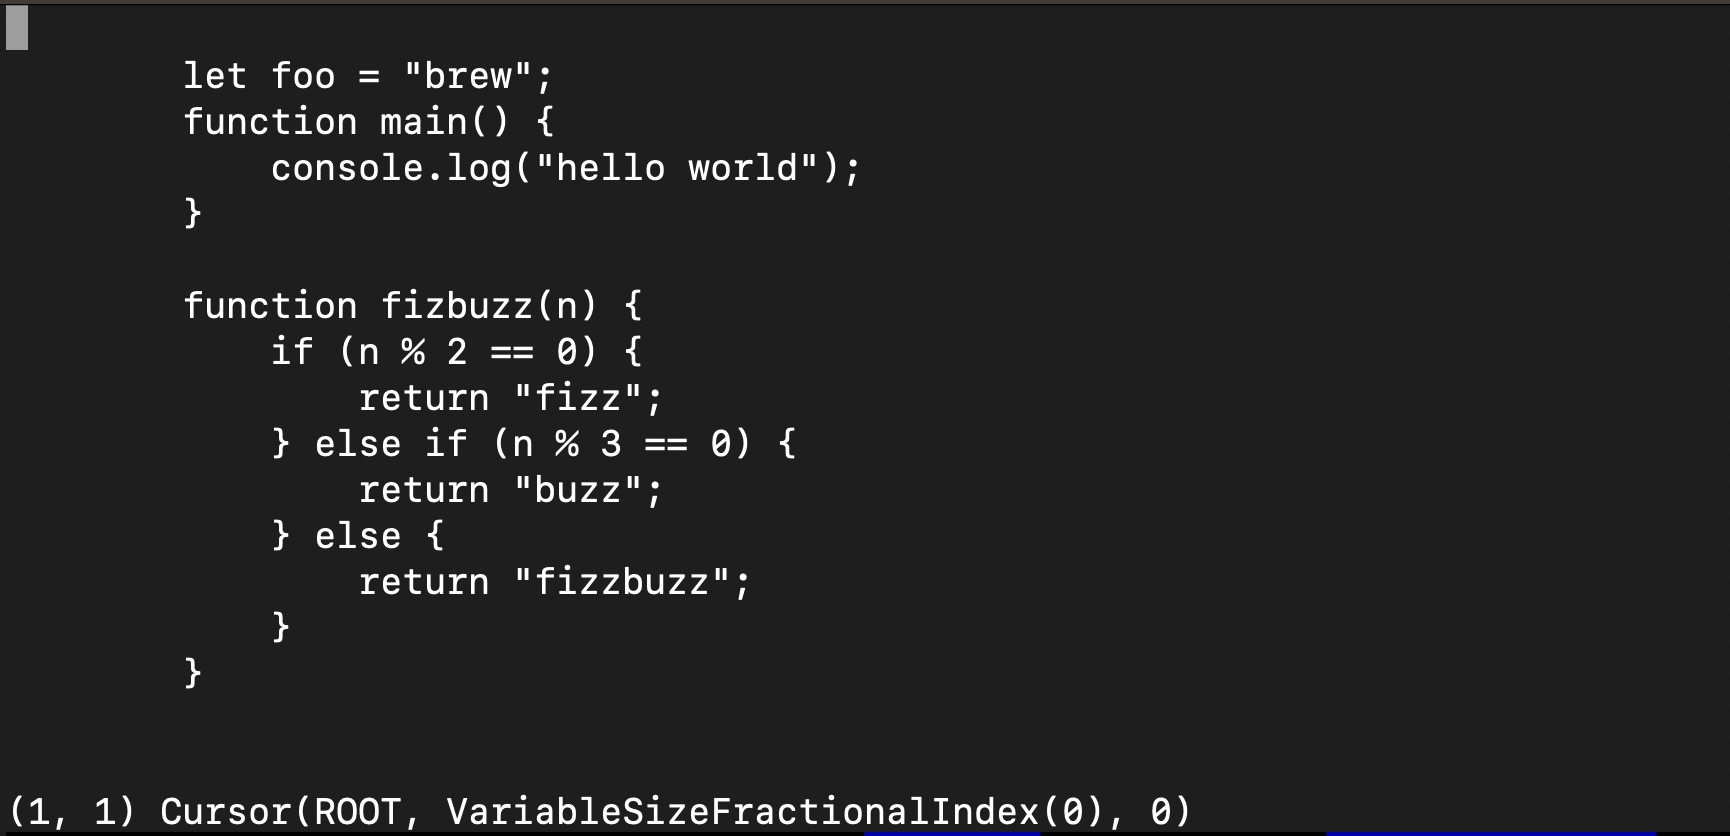 let foo = "brew";
function main() {
    console.log("hello world");
}

function fizbuzz(n) {
    if (n % 2 == 0) {
        return "fizz";
    } else if (n % 3 == 0) {
        return "buzz";
    } else {
        return "fizzbuzz";
    }
}

(1, 1) Cursor(ROOT, VariableSizeFractionalIndex(0), 0)